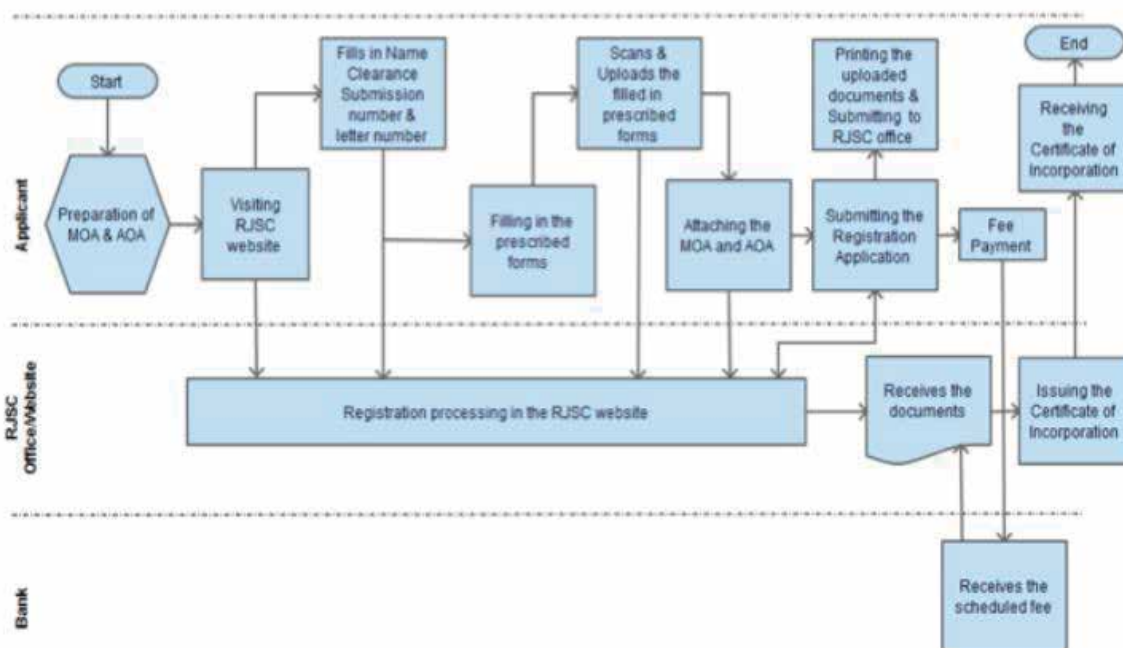 Start
Preparation of
MOA & AOA
Visiting
RJSC
website
Fills in Name
Clearance
Submission
number &
letter number
Filling in the
prescribed
forms
Scans &
Uploads the
filled in
prescribed
forms
Attaching the
MOA and AOA
Printing the
uploaded
documents &
Submitting to
RJSC office
Submitting the
Registration
Application
Fee
Payment
End
Receiving
the
Certificate of
Incorporation
Applicant
Registration processing in the RJSC website
Receives the
documents
Issuing the
Certificate of
Incorporation
RJSC
Office/Website
Receives the
scheduled fee
Bank